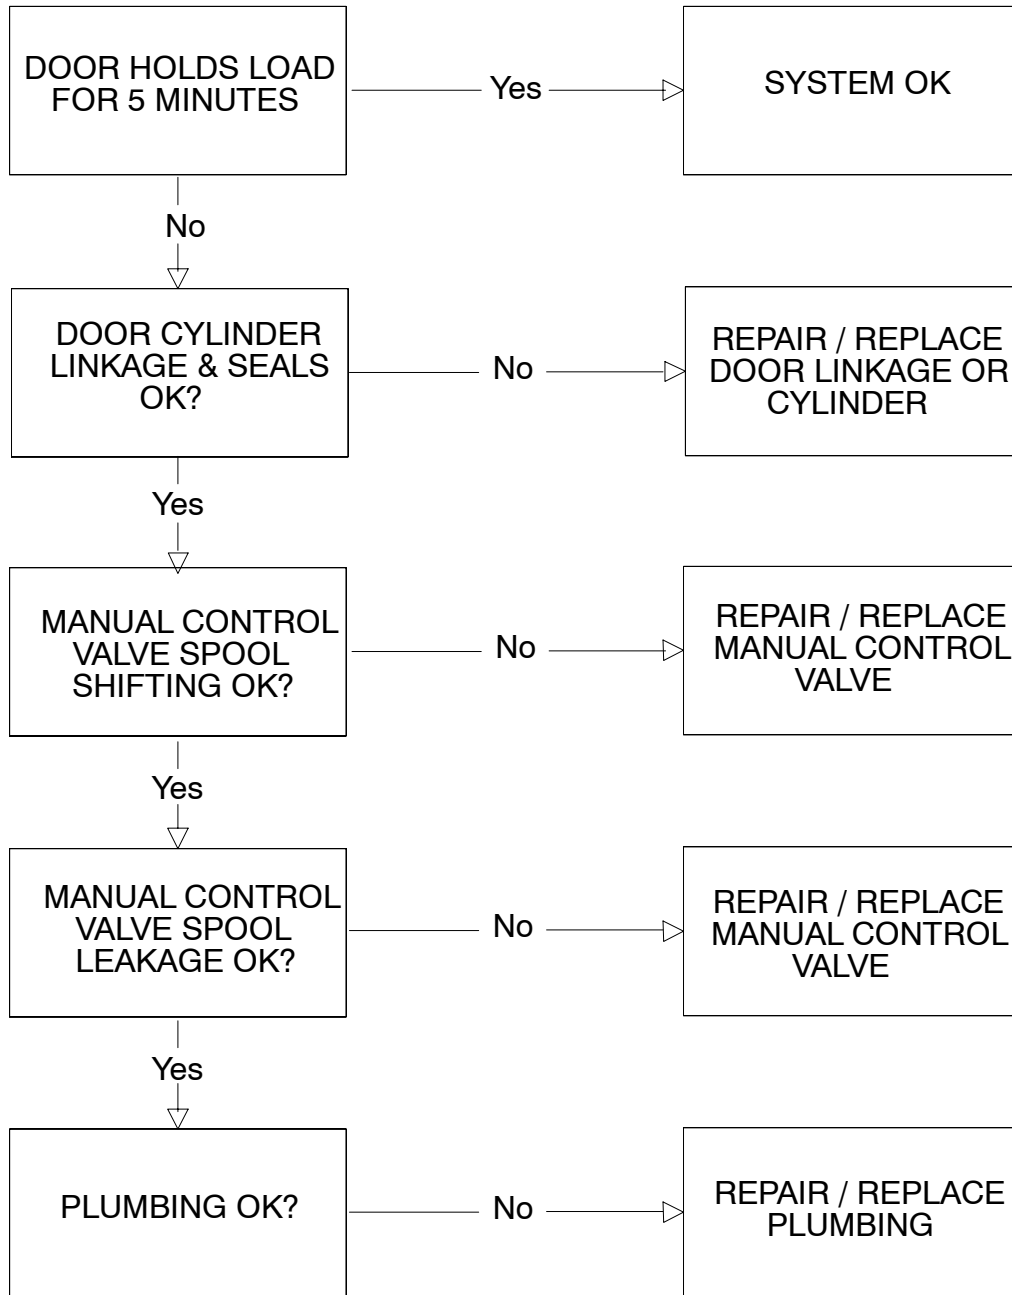 DOOR HOLDS LOAD
FOR 5 MINUTES
Yes
SYSTEM OK
No
DOOR CYLINDER
LINKAGE & SEALS
OK?
No
REPAIR / REPLACE
DOOR LINKAGE OR
CYLINDER
Yes
MANUAL CONTROL
VALVE SPOOL
SHIFTING OK?
No
REPAIR / REPLACE
MANUAL CONTROL
VALVE
Yes
MANUAL CONTROL
VALVE SPOOL
LEAKAGE OK?
No
REPAIR / REPLACE
MANUAL CONTROL
VALVE
Yes
PLUMBING OK?
No
REPAIR / REPLACE
PLUMBING